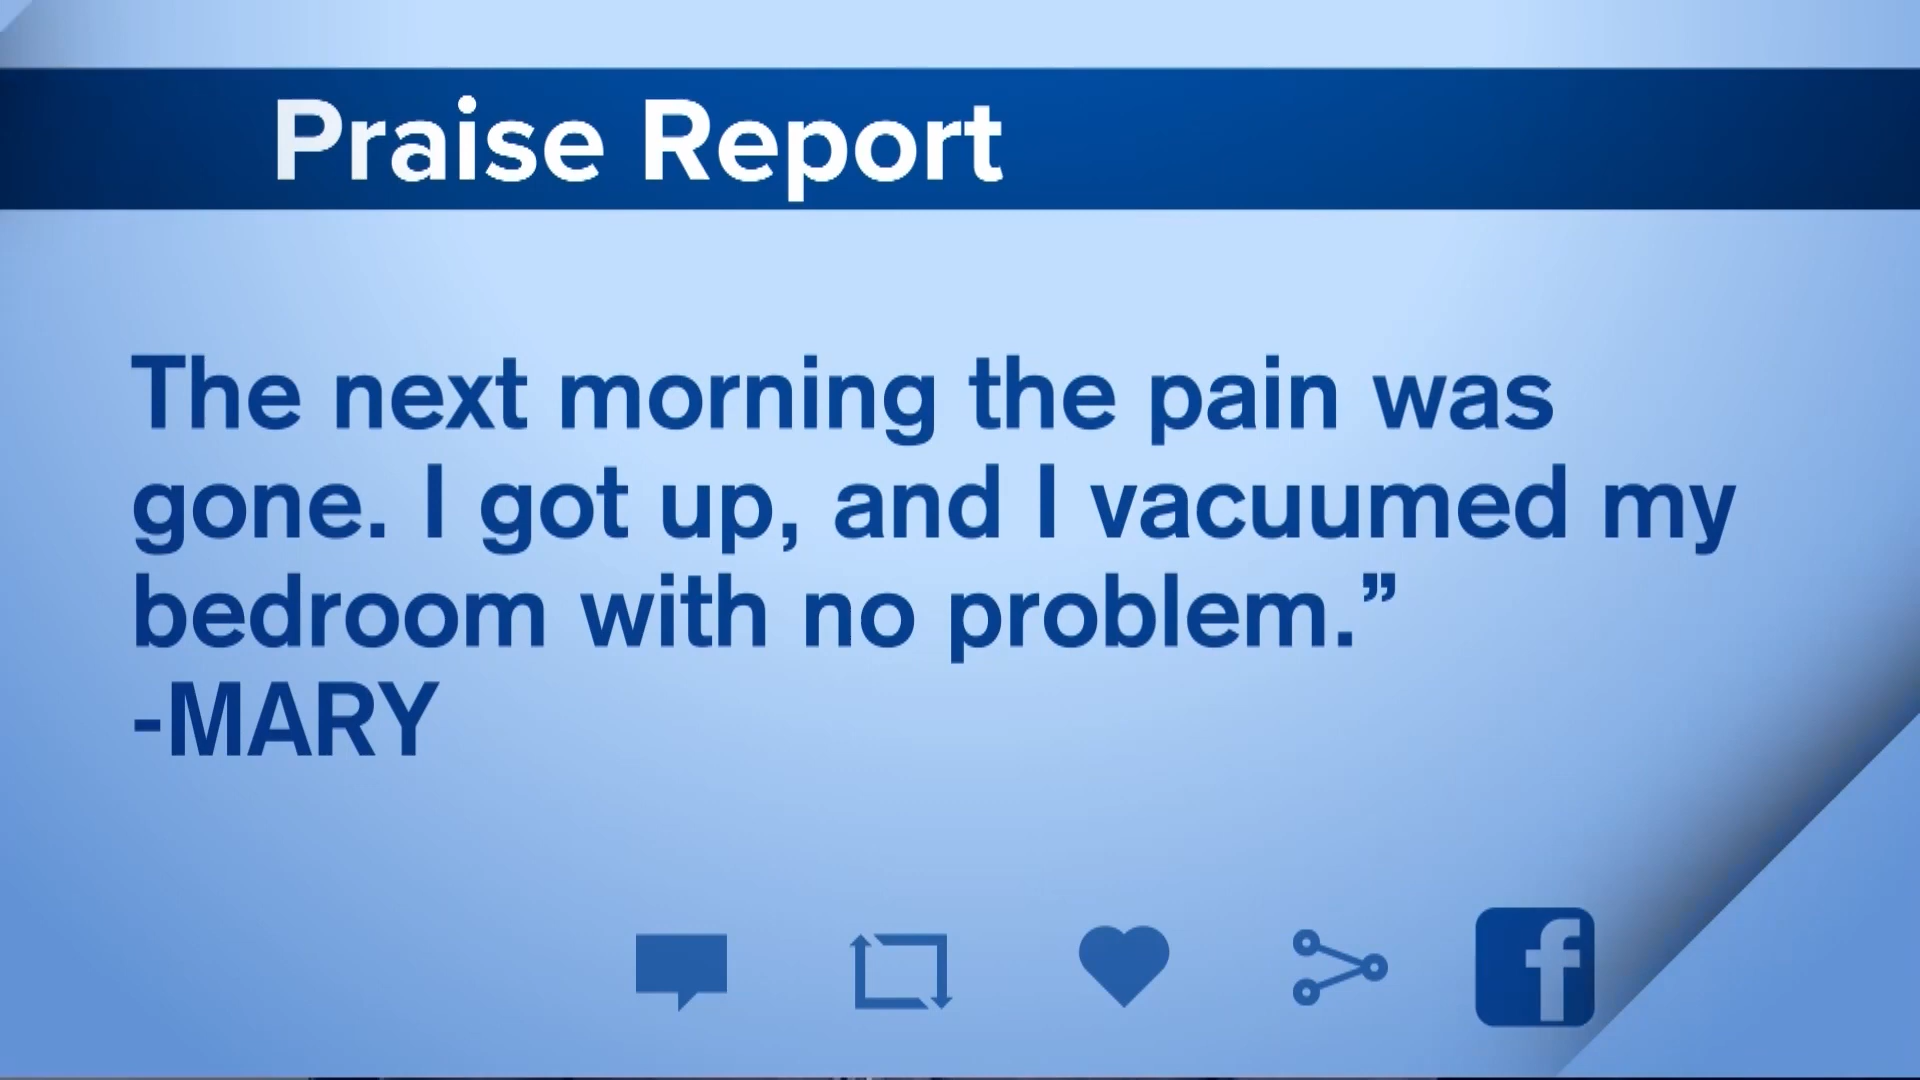 Praise Report
The next morning the pain was
gone. I got up, and I vacuumed my
bedroom with no problem.”
-MARY
f